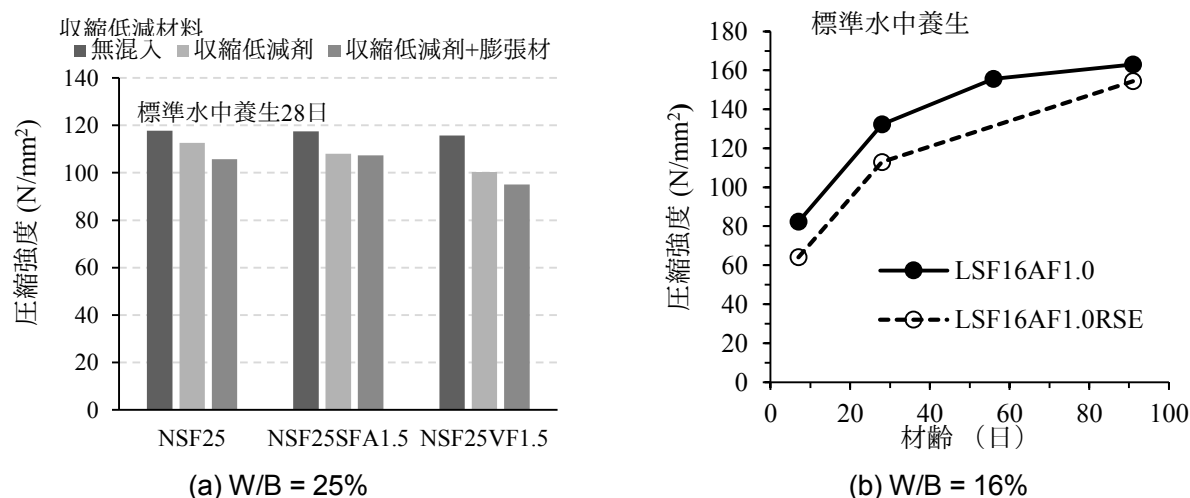 収縮低減材料
■無混入 ■収縮低減剤 ■収縮低減剤+膨張材
140
120
100
80
60
40
20
0
圧縮強度 (N/mm²)
標準水中養生28日
NSF25 NSF25SFA1.5 NSF25VF1.5
(a) W/B = 25%
標準水中養生
180
160
140
120
100
80
60
40
20
0
圧縮強度 (N/mm²)
LSF16AF1.0
LSF16AF1.0RSE
0 20 40 60 80 100
材齢 （日）
(b) W/B = 16%